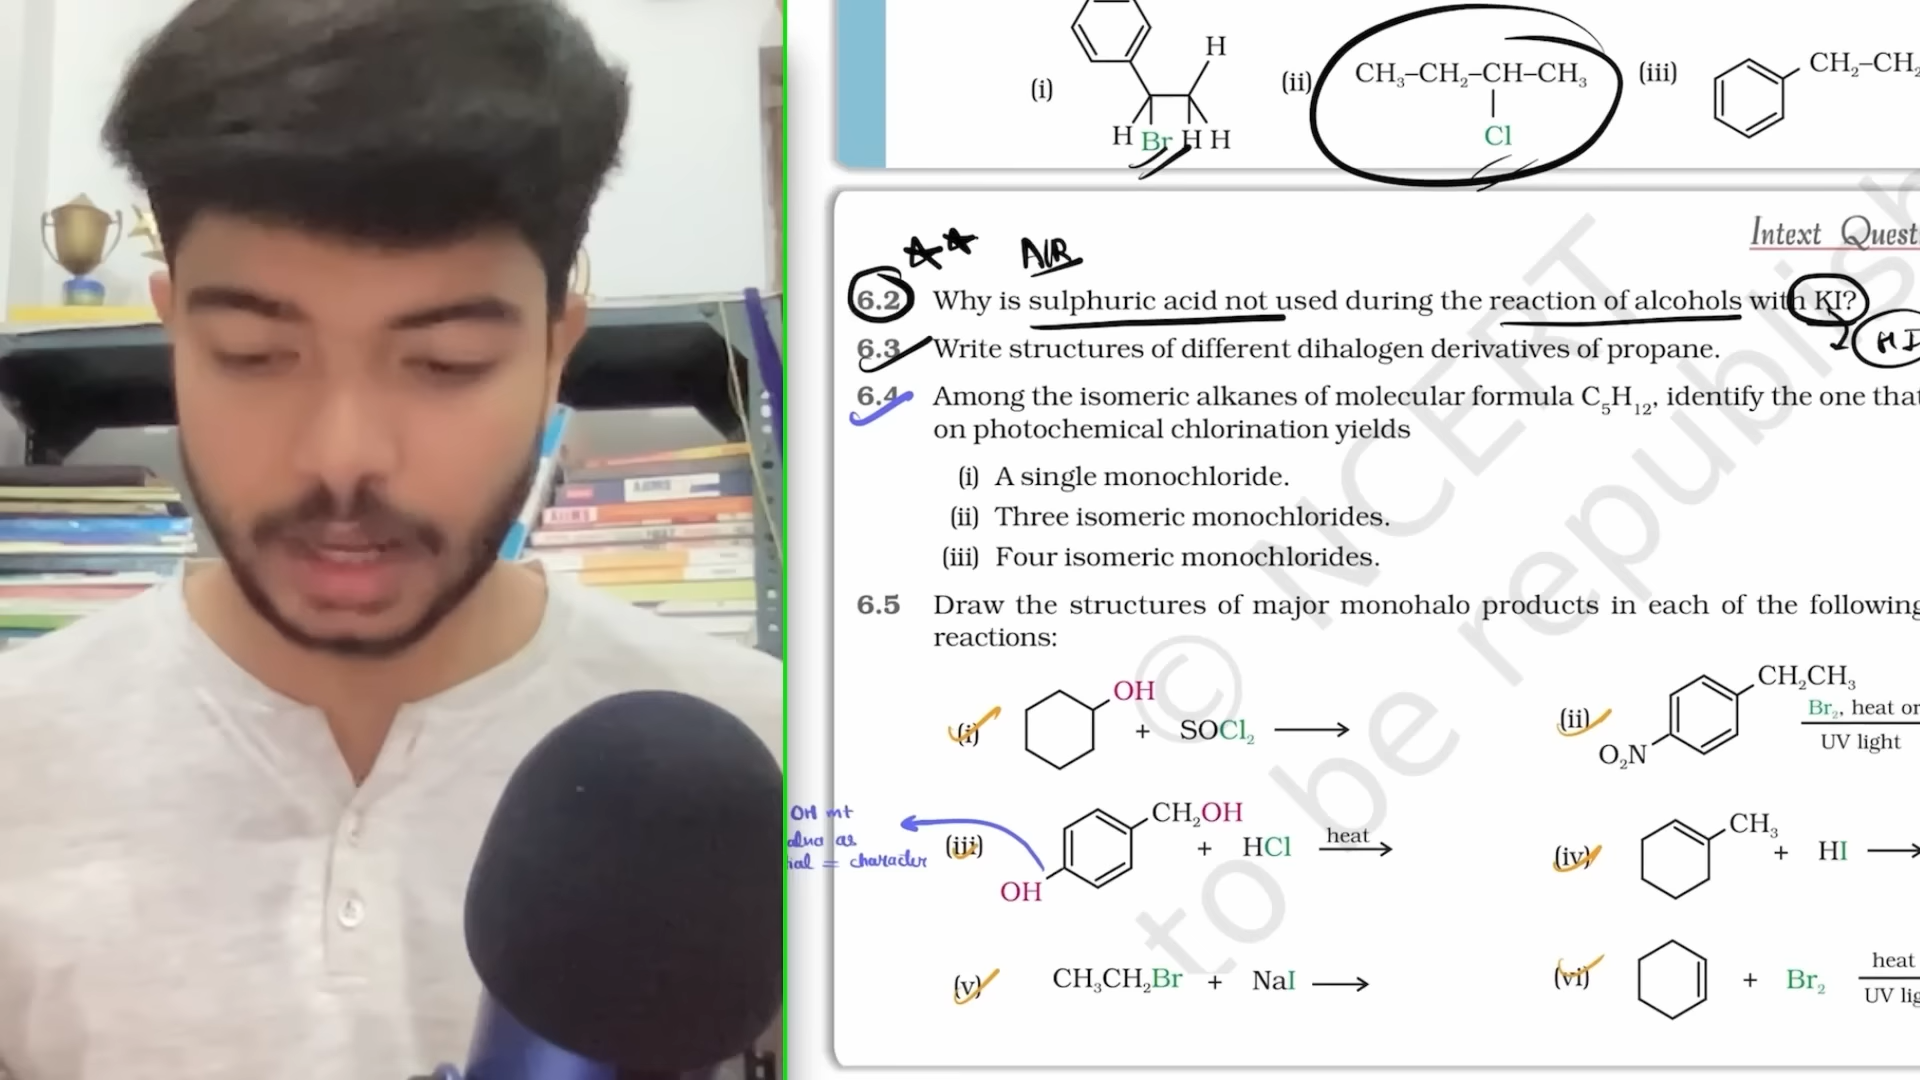 H
(i)
(ii)
CH₃–CH₂–CH–CH₃
(iii)
CH₂–CH₂
H Br H H
Cl
Intext Quest
AIR
6.2 Why is sulphuric acid not used during the reaction of alcohols with KI?
HI
6.3 Write structures of different dihalogen derivatives of propane.
6.4 Among the isomeric alkanes of molecular formula C₅H₁₂, identify the one that
on photochemical chlorination yields
(i) A single monochloride.
(ii) Three isomeric monochlorides.
(iii) Four isomeric monochlorides.
6.5 Draw the structures of major monohalo products in each of the following
reactions:
(i) OH + SOCl₂
(ii) CH₂CH₃ O₂N Br₂, heat or UV light
OH mt
as
= character
(iii) CH₂OH OH + HCl heat
(iv) CH₃ + HI
(v) CH₃CH₂Br + NaI
(vi) + Br₂ heat UV lig
© NCERT
to be republish